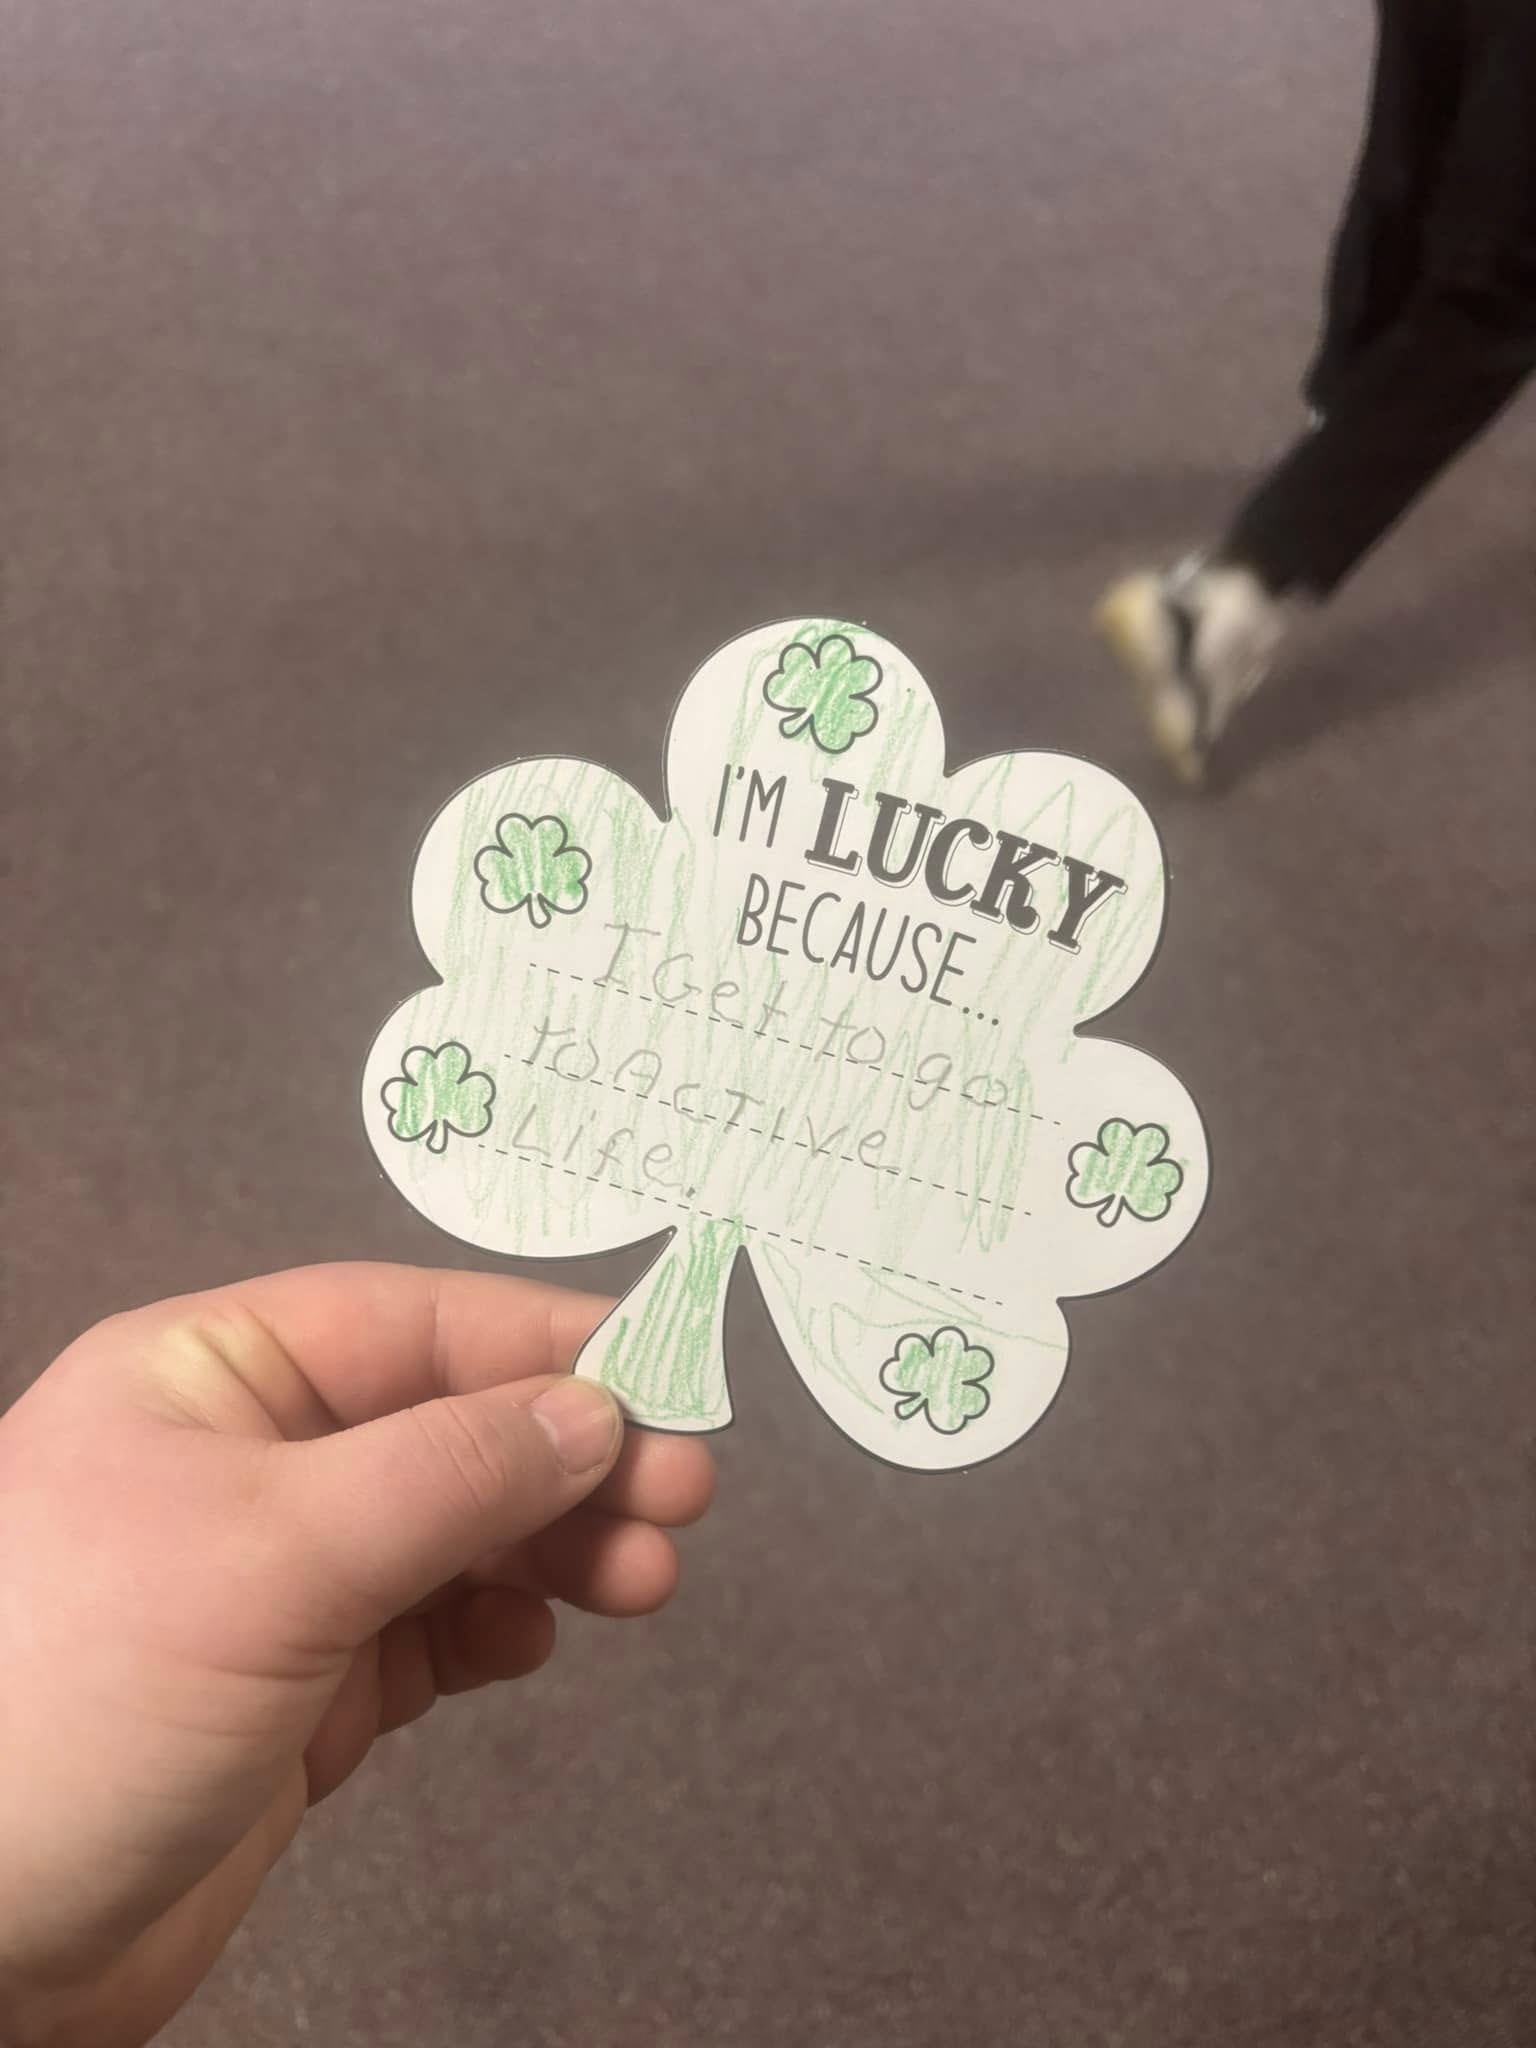 I'M LUCKY
BECAUSE...
I Get to go
to ACTIVE
Life.